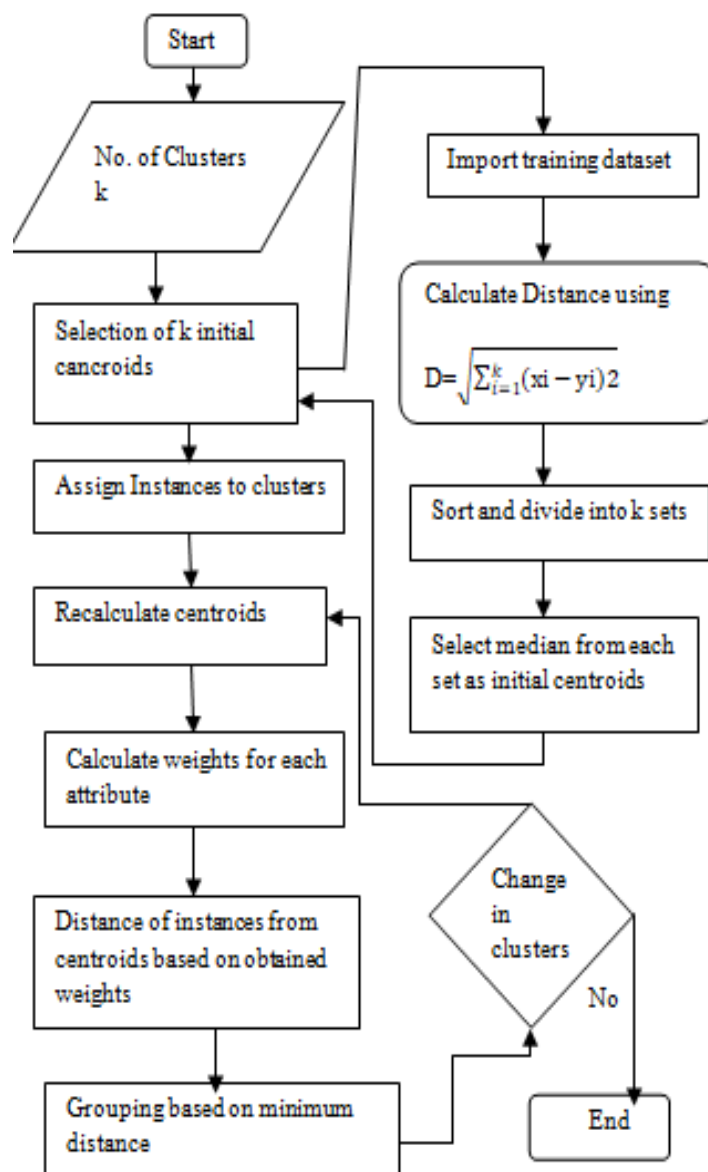 Start
No. of Clusters
k
Selection of k initial
cancroids
Assign Instances to clusters
Recalculate centroids
Calculate weights for each
attribute
Distance of instances from
centroids based on obtained
weights
Grouping based on minimum
distance
Import training dataset
Calculate Distance using
D=√∑ᵏᵢ₌₁(xi − yi)2
Sort and divide into k sets
Select median from each
set as initial centroids
Change
in
clusters
No
End